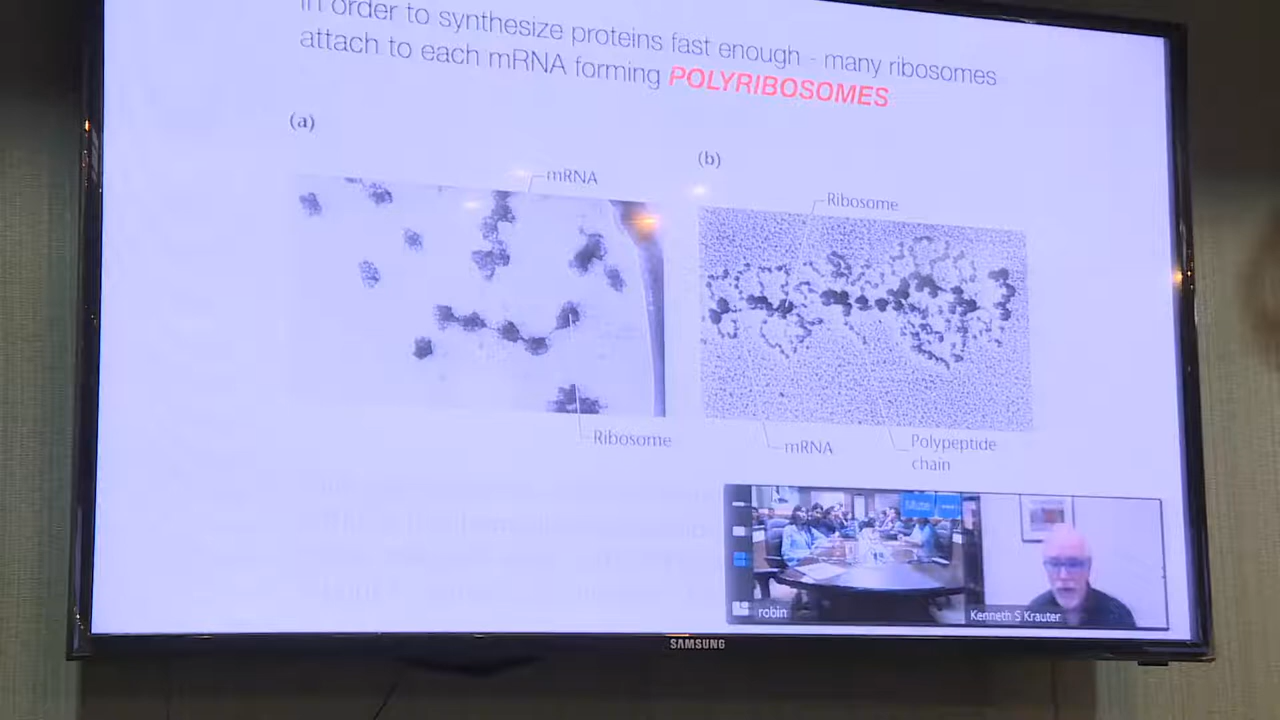 In order to synthesize proteins fast enough - many ribosomes
attach to each mRNA forming POLYRIBOSOMES
(a)
(b)
mRNA
Ribosome
Ribosome
mRNA
Polypeptide
chain
robin
Kenneth S Krauter
SAMSUNG